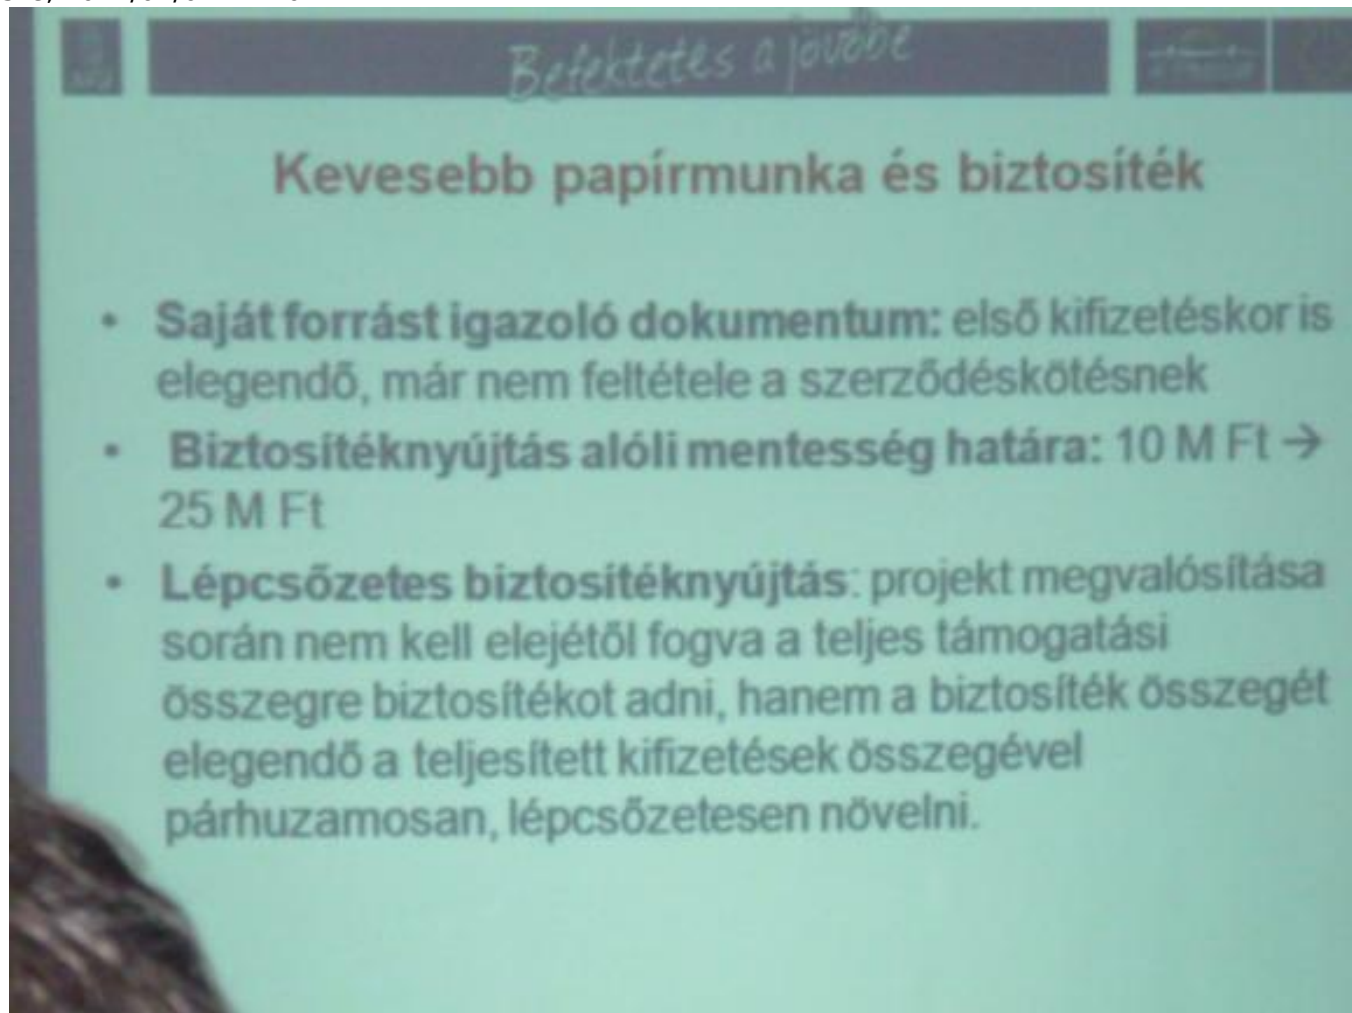 Befektetés a jövőbe
Kevesebb papírmunka és biztosíték
• Saját forrást igazoló dokumentum: első kifizetéskor is
elegendő, már nem feltétele a szerződéskötésnek
• Biztosítéknyújtás alóli mentesség határa: 10 M Ft →
25 M Ft
• Lépcsőzetes biztosítéknyújtás: projekt megvalósítása
során nem kell elejétől fogva a teljes támogatási
összegre biztosítékot adni, hanem a biztosíték összegét
elegendő a teljesített kifizetések összegével
párhuzamosan, lépcsőzetesen növelni.